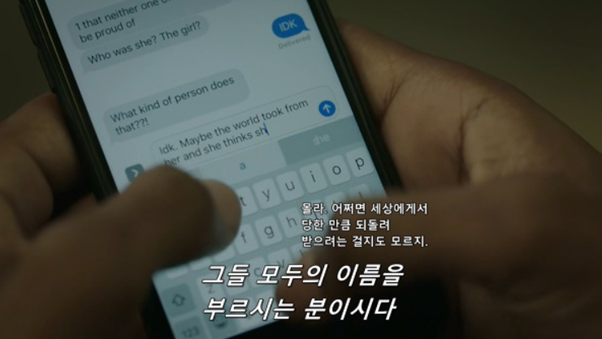 1 that neither one
be proud of
Who was she? The girl?
IDK
Delivered
What kind of person does
that??!
Idk. Maybe the world took from
her and she thinks sh
a
the
t y u i o p
f g h
123
몰라. 어쩌면 세상에게서
당한 만큼 되돌려
받으려는 걸지도 모르지.
그들 모두의 이름을
부르시는 분이시다